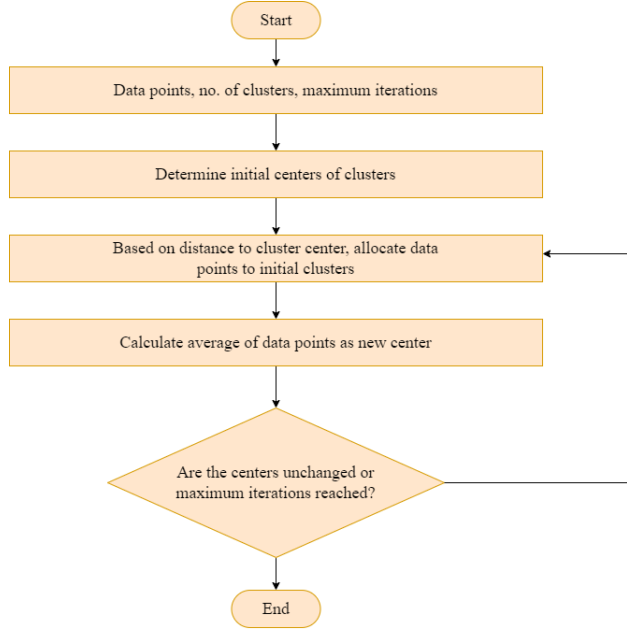 Start
Data points, no. of clusters, maximum iterations
Determine initial centers of clusters
Based on distance to cluster center, allocate data
points to initial clusters
Calculate average of data points as new center
Are the centers unchanged or
maximum iterations reached?
End